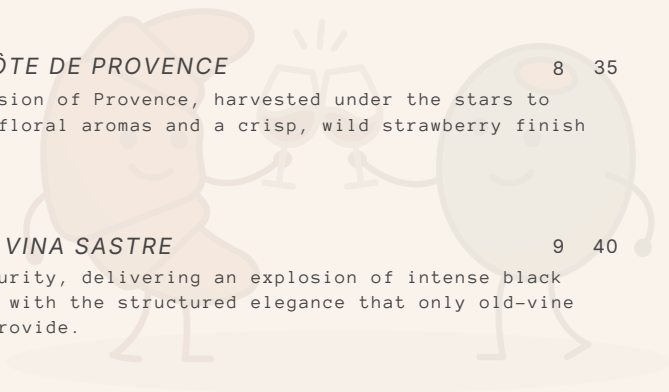 ÔTE DE PROVENCE 8 35
sion of Provence, harvested under the stars to
floral aromas and a crisp, wild strawberry finish
VINA SASTRE 9 40
urity, delivering an explosion of intense black
with the structured elegance that only old-vine
rovide.